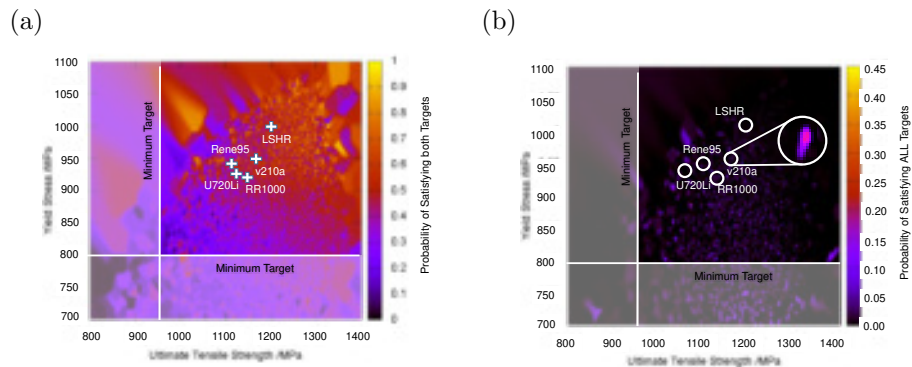 (a)
(b)
1100
1050
1000
950
900
850
800
750
700
Yield Stress /MPa
Minimum Target
LSHR
Rene95
v210a
U720Li
RR1000
Minimum Target
800 900 1000 1100 1200 1300 1400
Ultimate Tensile Strength /MPa
1
0.9
0.8
0.7
0.6
0.5
0.4
0.3
0.2
0.1
0
Probability of Satisfying both Targets
1100
1050
1000
950
900
850
800
750
700
Yield Stress /MPa
Minimum Target
LSHR
Rene95
v210a
U720Li
RR1000
Minimum Target
800 900 1000 1100 1200 1300 1400
Ultimate Tensile Strength /MPa
0.45
0.40
0.35
0.30
0.25
0.20
0.15
0.10
0.05
0.00
Probability of Satisfying ALL Targets